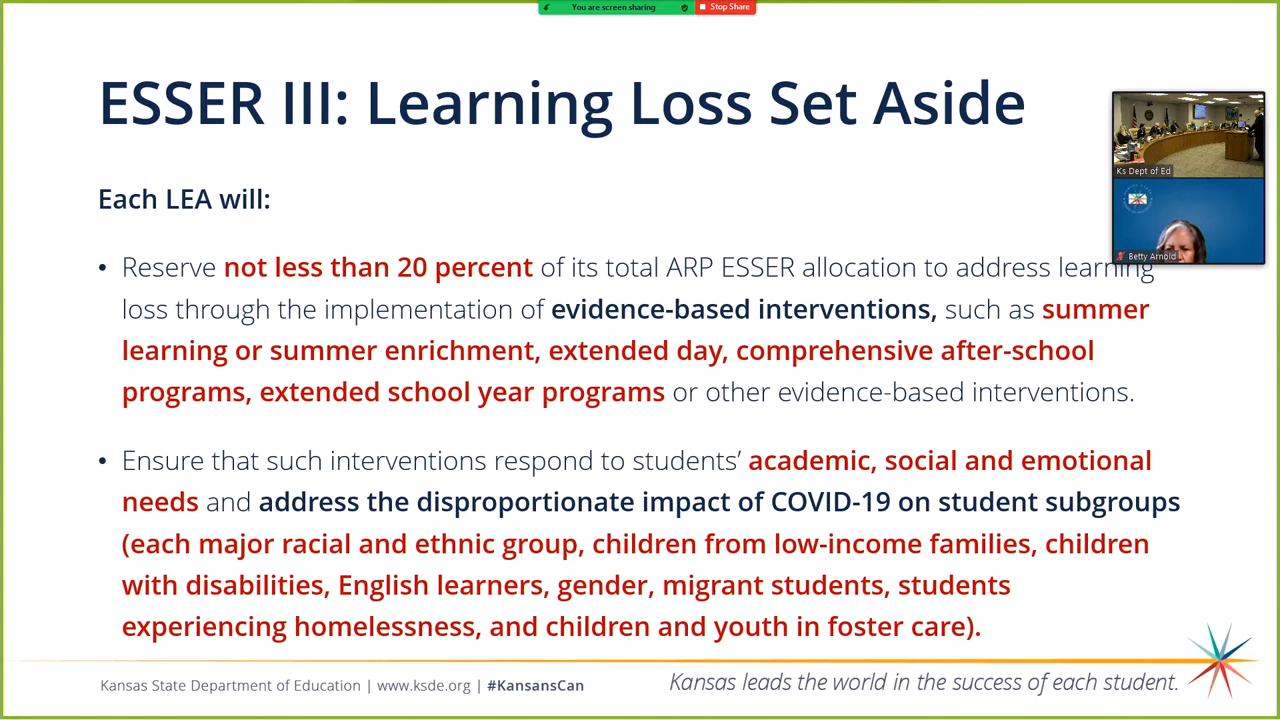 You are screen sharing
Stop Share
ESSER III: Learning Loss Set Aside
Ks Dept of Ed
Each LEA will:
Betty Arnold
• Reserve not less than 20 percent of its total ARP ESSER allocation to address learning
loss through the implementation of evidence-based interventions, such as summer
learning or summer enrichment, extended day, comprehensive after-school
programs, extended school year programs or other evidence-based interventions.
• Ensure that such interventions respond to students’ academic, social and emotional
needs and address the disproportionate impact of COVID-19 on student subgroups
(each major racial and ethnic group, children from low-income families, children
with disabilities, English learners, gender, migrant students, students
experiencing homelessness, and children and youth in foster care).
Kansas State Department of Education | www.ksde.org | #KansansCan
Kansas leads the world in the success of each student.